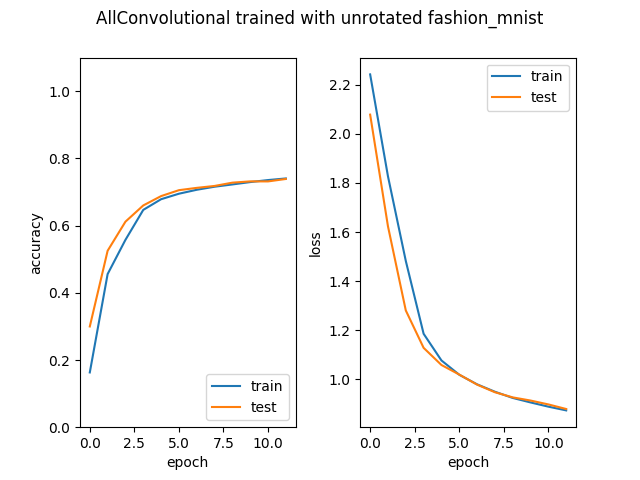 AllConvolutional trained with unrotated fashion_mnist
1.0
0.8
0.6
0.4
0.2
0.0
accuracy
0.0 2.5 5.0 7.5 10.0
epoch
train
test
2.2
2.0
1.8
1.6
1.4
1.2
1.0
loss
0.0 2.5 5.0 7.5 10.0
epoch
train
test